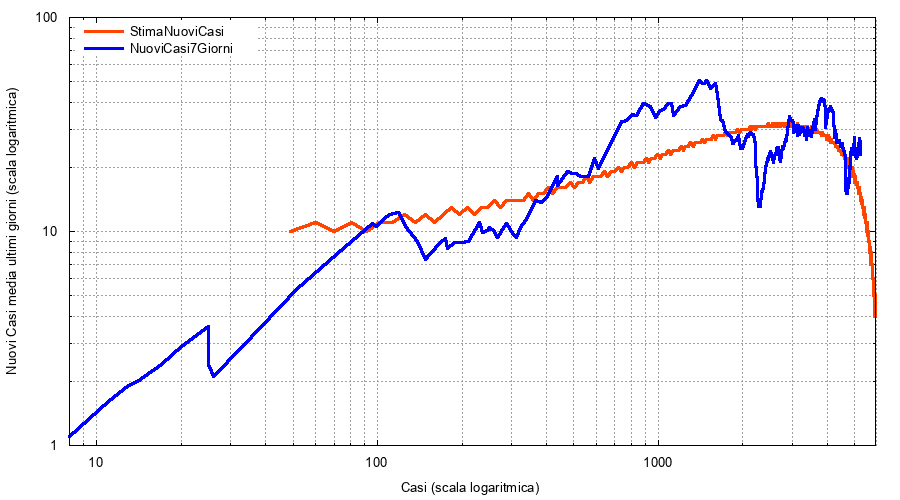 100
StimaNuoviCasi
NuoviCasi7Giorni
Nuovi Casi media ultimi giorni (scala logaritmica)
10
1
10
100
1000
Casi (scala logaritmica)